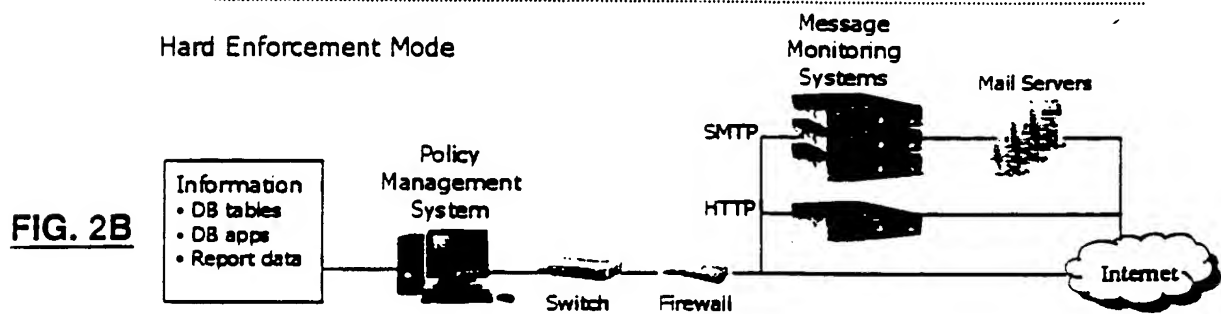 Hard Enforcement Mode
Message
Monitoring
Systems
Mail Servers
SMTP
HTTP
Policy
Management
System
Information
• DB tables
• DB apps
• Report data
FIG. 2B
Switch
Firewall
Internet